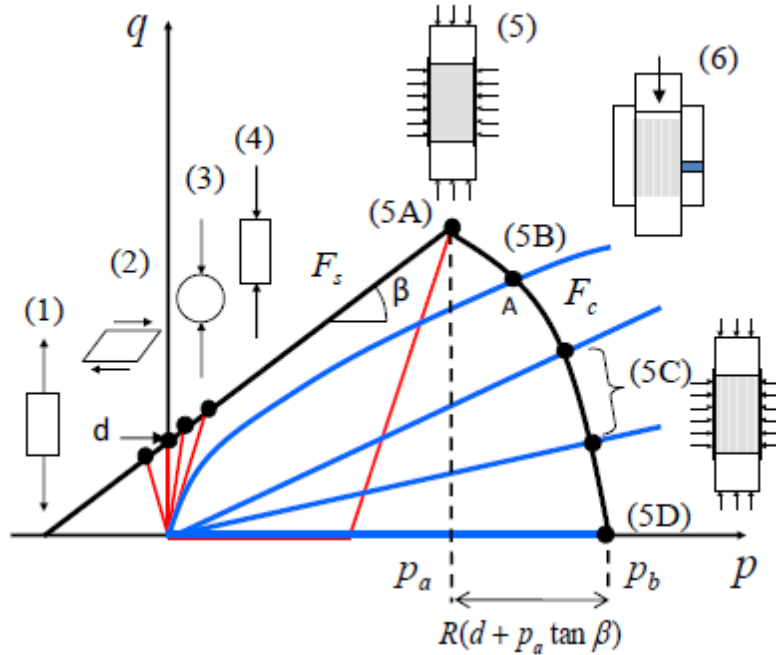 q
(5)
(6)
(4)
(3)
(5A)
(5B)
(2)
F_s
(1)
β
A
F_c
(5C)
d
(5D)
p_a
p_b
p
R(d + p_a tan β)